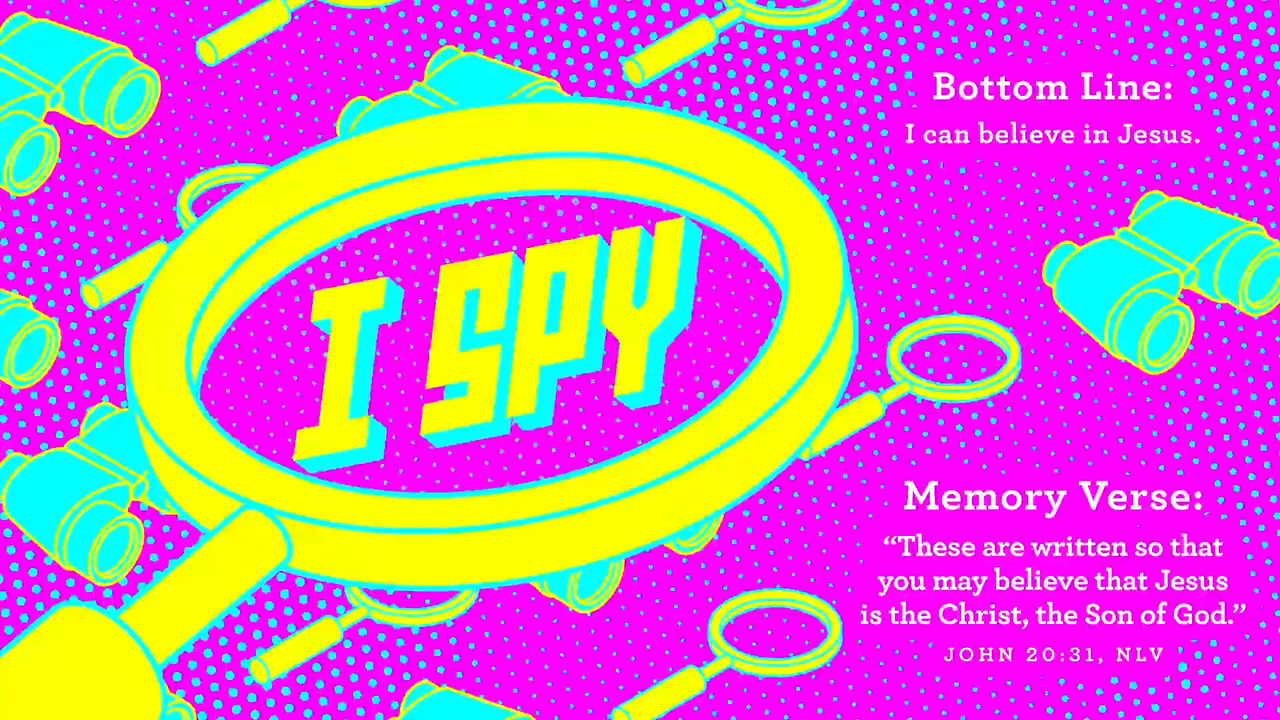 I SPY
Bottom Line:
I can believe in Jesus.
Memory Verse:
“These are written so that
you may believe that Jesus
is the Christ, the Son of God.”
JOHN 20:31, NLV